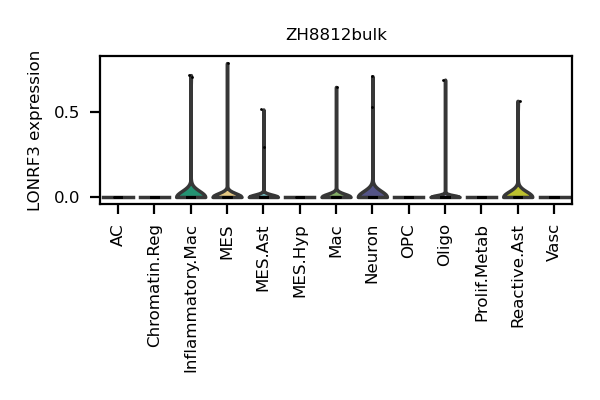 ZH8812bulk
LONRF3 expression
0.5
0.0
AC
Chromatin.Reg
Inflammatory.Mac
MES
MES.Ast
MES.Hyp
Mac
Neuron
OPC
Oligo
Prolif.Metab
Reactive.Ast
Vasc